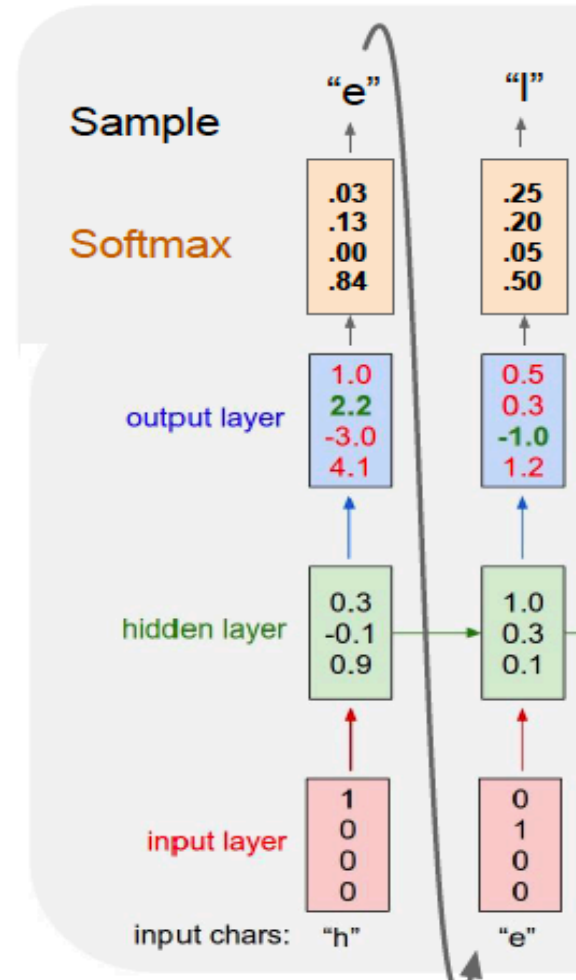 “e” “l”
Sample
.03 .25
.13 .20
Softmax .00 .05
.84 .50
1.0 0.5
output layer 2.2 0.3
-3.0 -1.0
4.1 1.2
0.3 1.0
hidden layer -0.1 0.3
0.9 0.1
1 0
input layer 0 1
0 0
0 0
input chars: “h” “e”